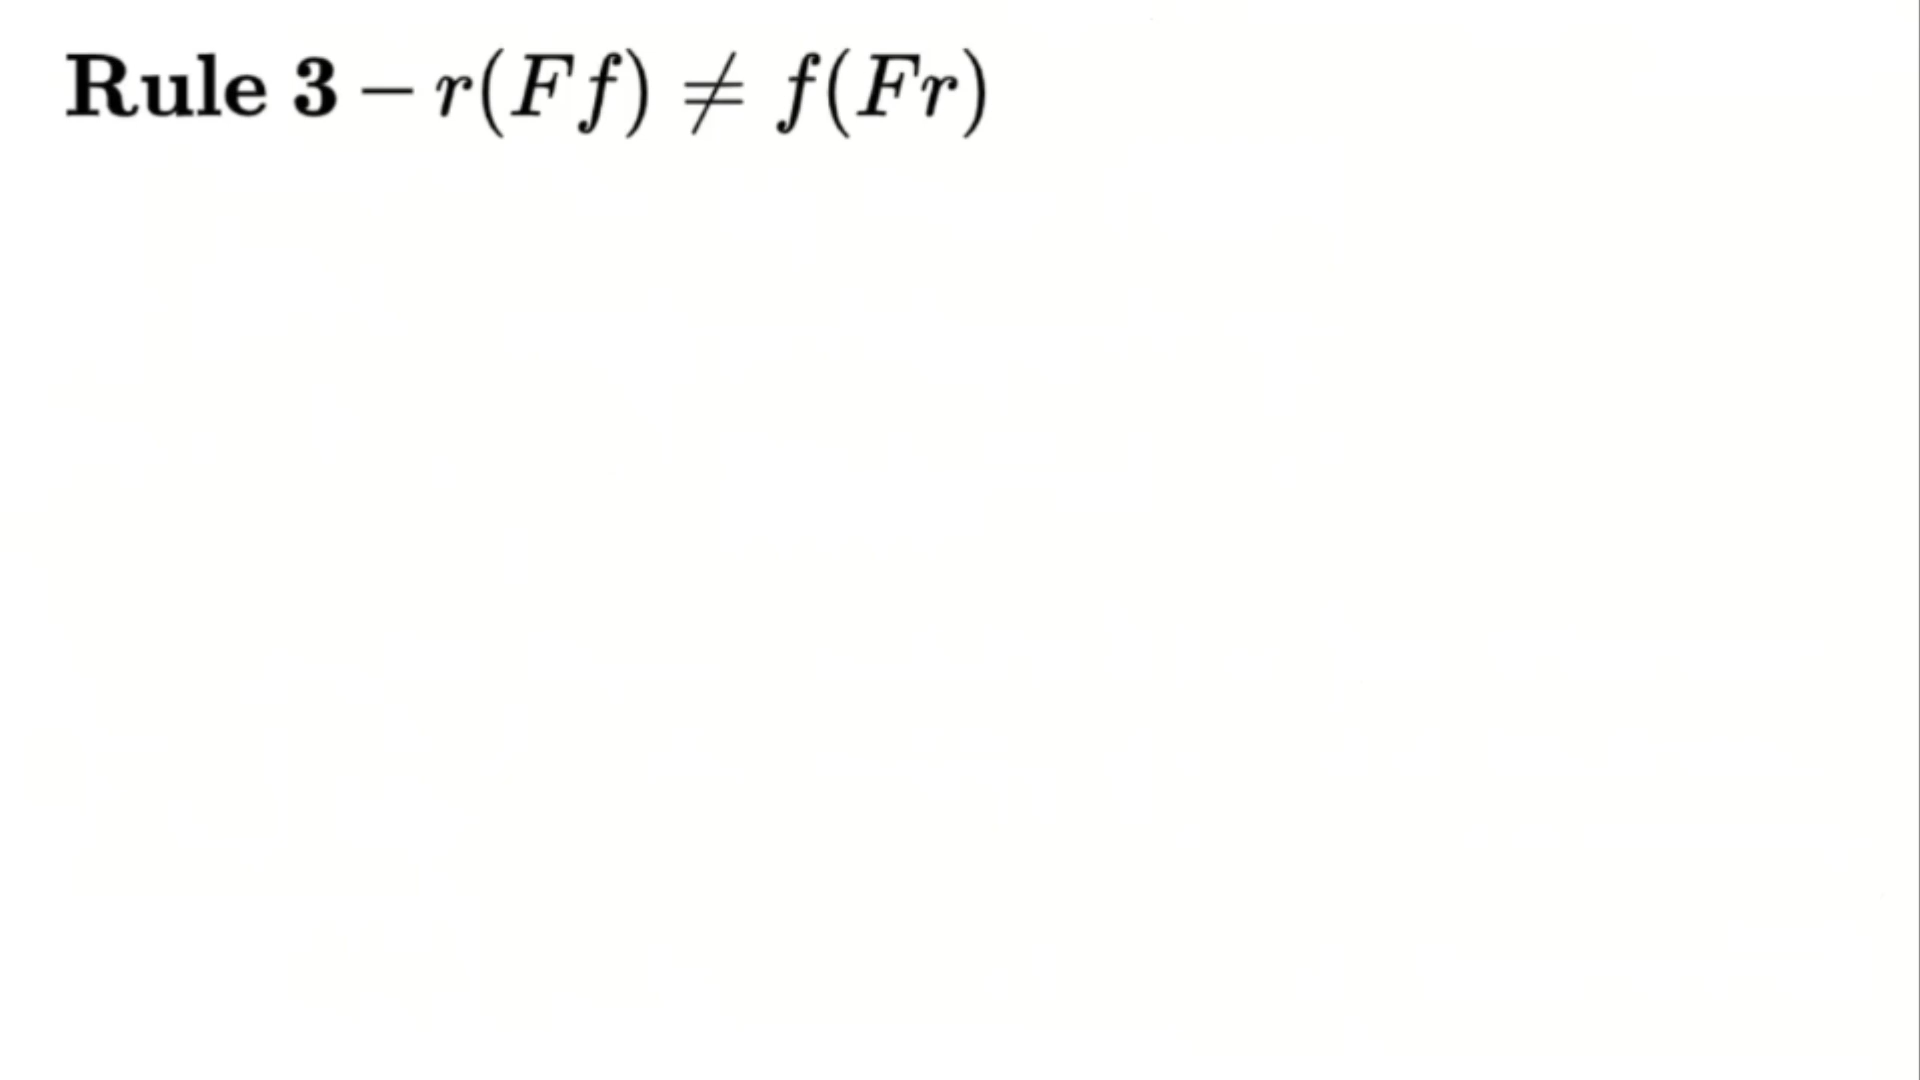 Rule 3 – r(Ff) ≠ f(Fr)